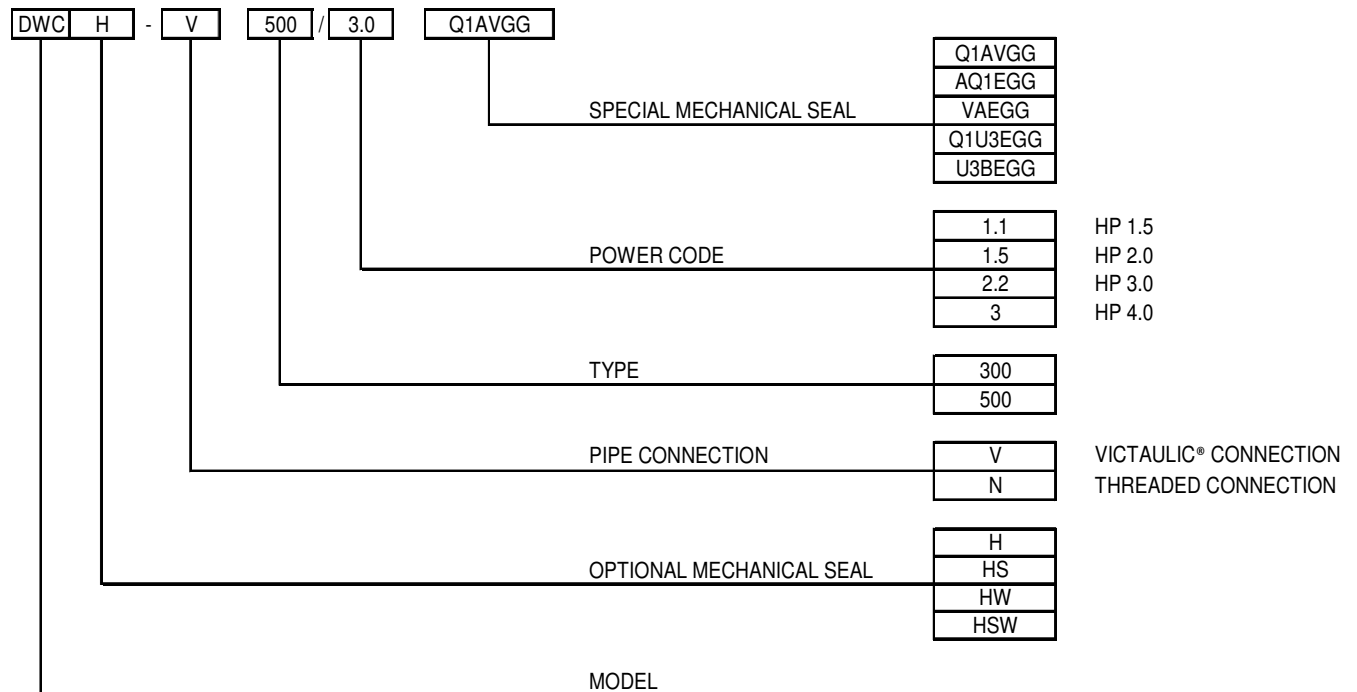 DWC H - V 500 / 3.0 Q1AVGG
Q1AVGG
AQ1EGG
SPECIAL MECHANICAL SEAL VAEGG
Q1U3EGG
U3BEGG
1.1 HP 1.5
POWER CODE 1.5 HP 2.0
2.2 HP 3.0
3 HP 4.0
TYPE 300
500
PIPE CONNECTION V VICTAULIC® CONNECTION
N THREADED CONNECTION
H
OPTIONAL MECHANICAL SEAL HS
HW
HSW
MODEL